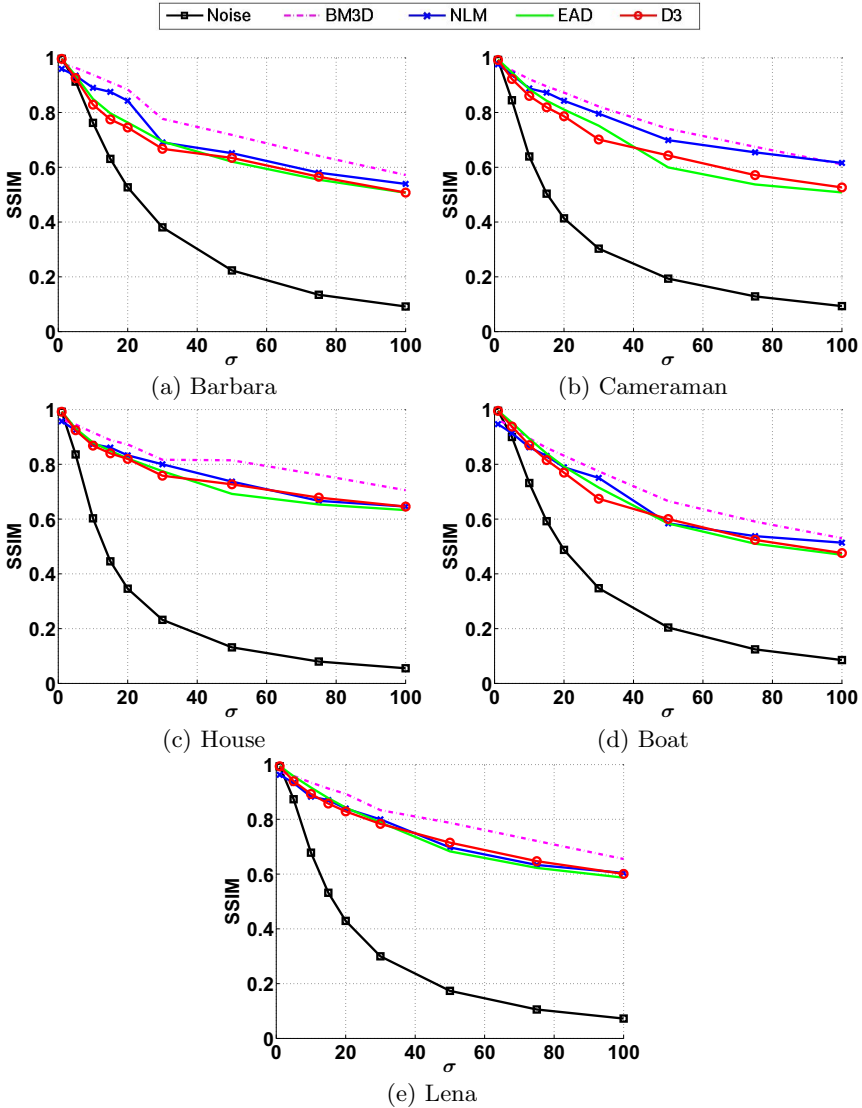 Noise BM3D NLM EAD D3
1
0.8
0.6
0.4
0.2
0
SSIM
0 20 40 60 80 100
σ
(a) Barbara
1
0.8
0.6
0.4
0.2
0
SSIM
0 20 40 60 80 100
σ
(b) Cameraman
1
0.8
0.6
0.4
0.2
0
SSIM
0 20 40 60 80 100
σ
(c) House
1
0.8
0.6
0.4
0.2
0
SSIM
0 20 40 60 80 100
σ
(d) Boat
1
0.8
0.6
0.4
0.2
0
SSIM
0 20 40 60 80 100
σ
(e) Lena